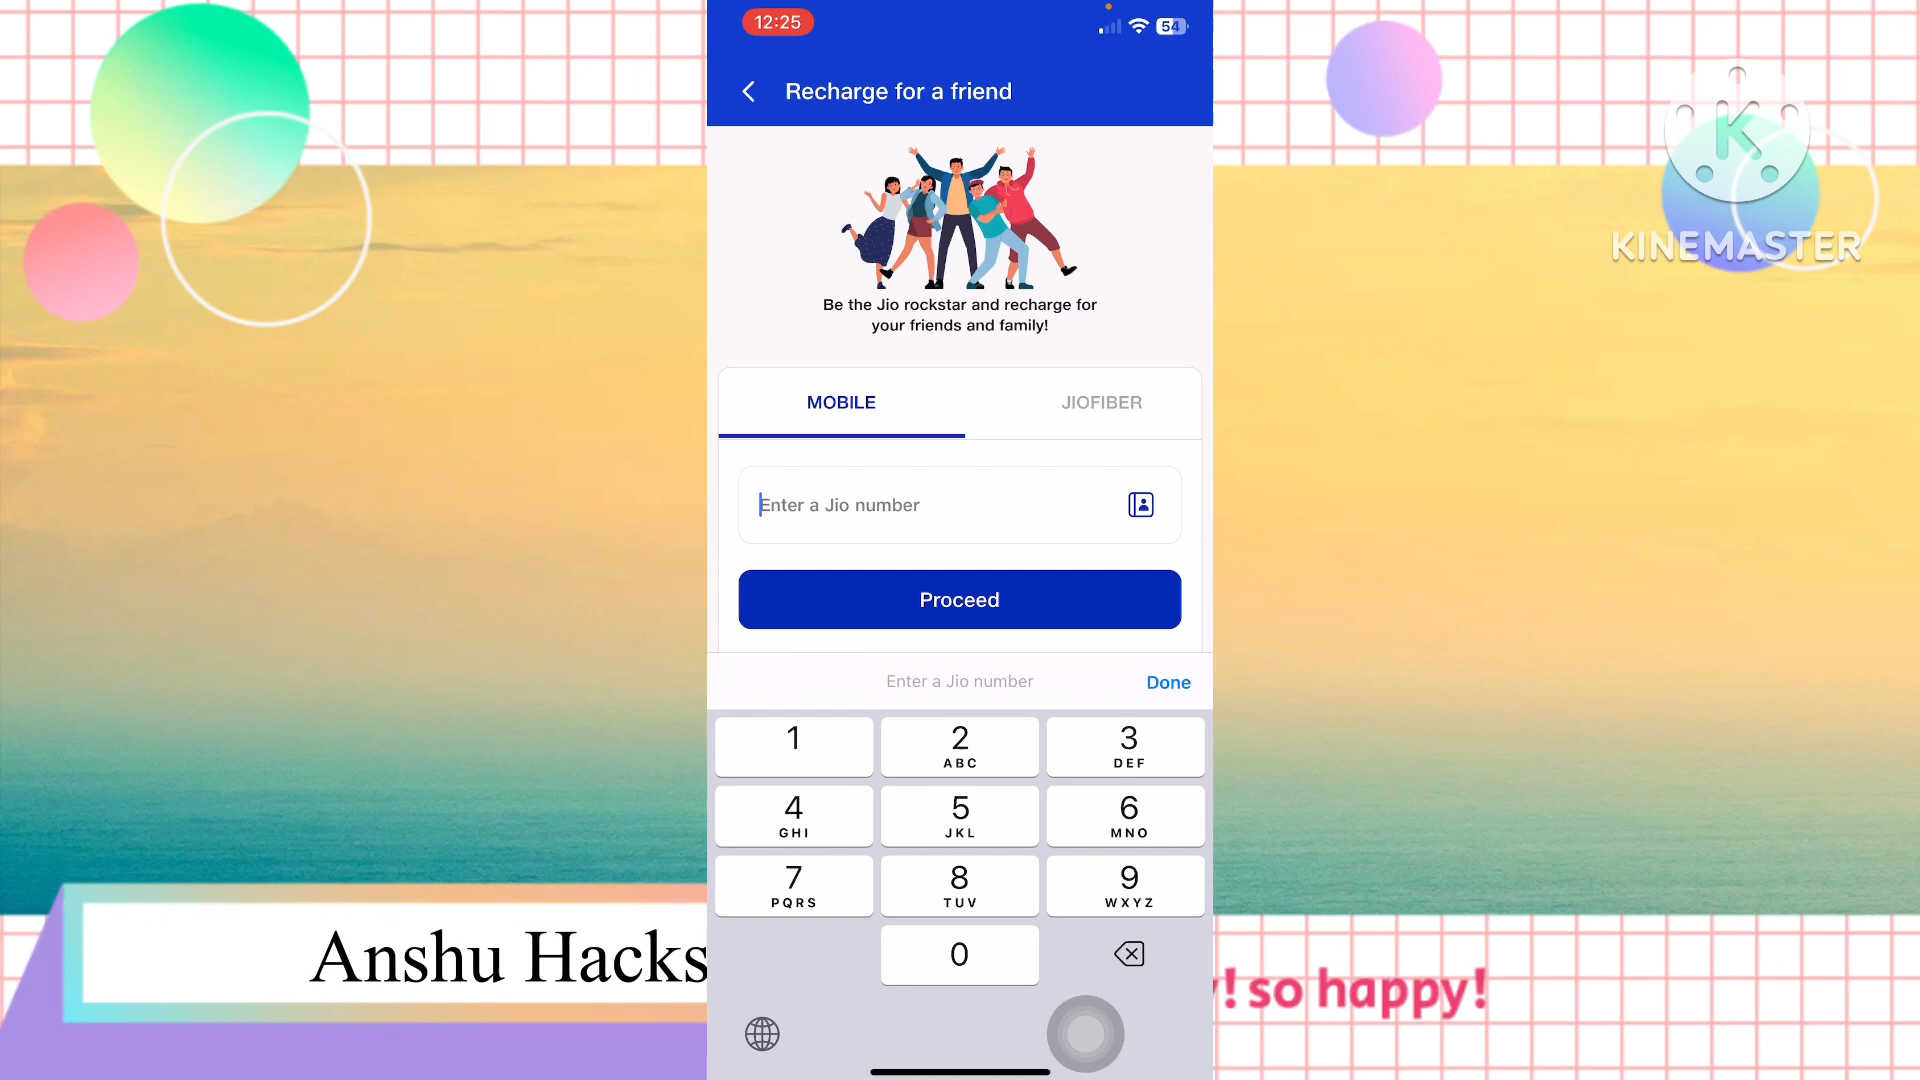 12:25
54
Recharge for a friend
Be the Jio rockstar and recharge for
your friends and family!
MOBILE
JIOFIBER
Enter a Jio number
Proceed
Enter a Jio number
Done
1
2
ABC
3
DEF
4
GHI
5
JKL
6
MNO
7
PQRS
8
TUV
9
WXYZ
0
K
KINEMASTER
Anshu Hacks
! so happy!